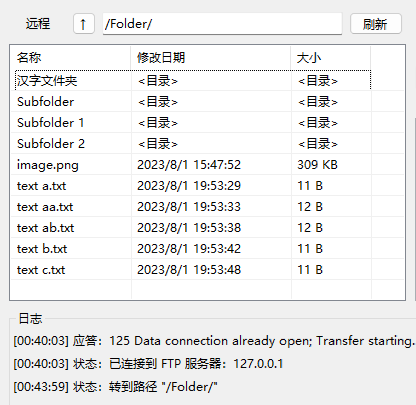 远程 ↑ /Folder/ 刷新
名称 修改日期 大小
汉字文件夹 <目录> <目录>
Subfolder <目录> <目录>
Subfolder 1 <目录> <目录>
Subfolder 2 <目录> <目录>
image.png 2023/8/1 15:47:52 309 KB
text a.txt 2023/8/1 19:53:29 11 B
text aa.txt 2023/8/1 19:53:33 12 B
text ab.txt 2023/8/1 19:53:38 12 B
text b.txt 2023/8/1 19:53:42 11 B
text c.txt 2023/8/1 19:53:48 11 B
日志
[00:40:03] 应答：125 Data connection already open; Transfer starting.
[00:40:03] 状态：已连接到 FTP 服务器：127.0.0.1
[00:43:59] 状态：转到路径 "/Folder/"